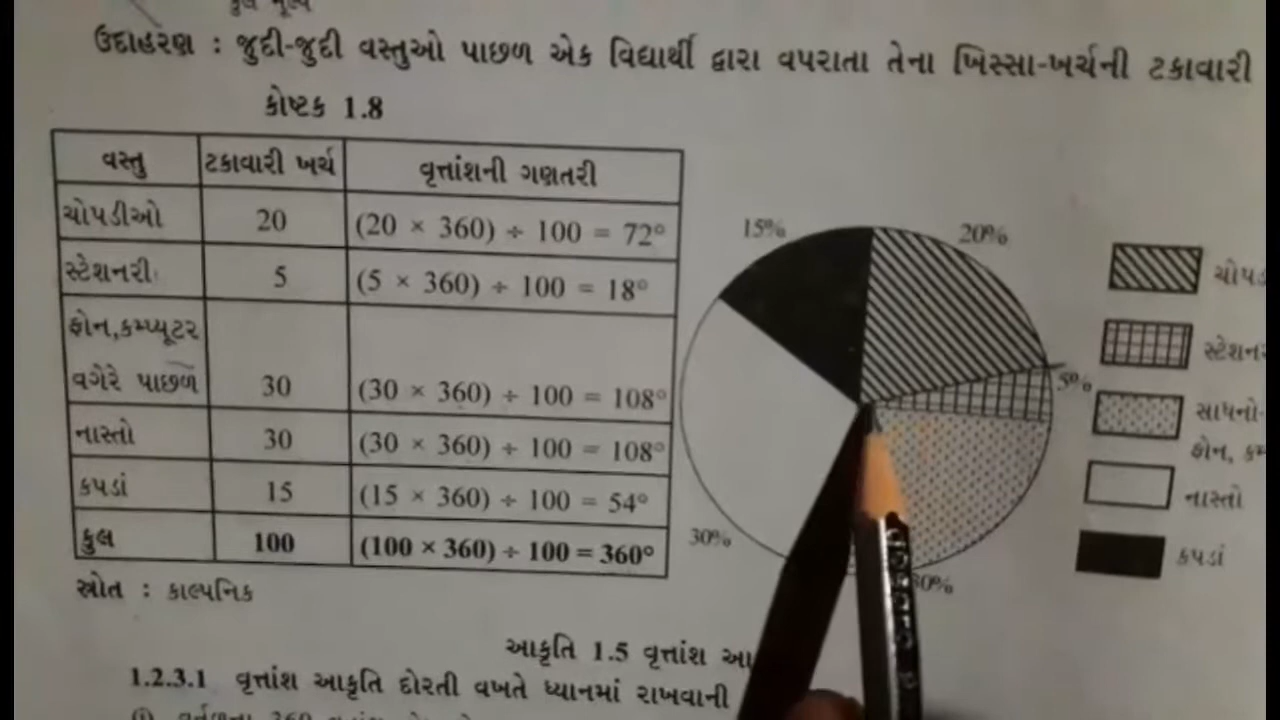 ઉદાહરણ : જુદી-જુદી વસ્તુઓ પાછળ એક વિદ્યાર્થી દ્વારા વપરાતા તેના ખિસ્સા-ખર્ચની ટકાવારી
કોષ્ટક 1.8
વસ્તુ ટકાવારી ખર્ચ વૃત્તાંશની ગણતરી
ચોપડીઓ 20 (20 × 360) ÷ 100 = 72°
સ્ટેશનરી 5 (5 × 360) ÷ 100 = 18°
ફોન,કમ્પ્યૂટર
વગેરે પાછળ 30 (30 × 360) ÷ 100 = 108°
નાસ્તો 30 (30 × 360) ÷ 100 = 108°
કપડાં 15 (15 × 360) ÷ 100 = 54°
કુલ 100 (100 × 360) ÷ 100 = 360°
15%
20%
5%
30%
30%
સાધનો-
નાસ્તો
કપડાં
સ્ત્રોત : કાલ્પનિક
આકૃતિ 1.5 વૃત્તાંશ
1.2.3.1 વૃત્તાંશ આકૃતિ દોરતી વખતે ધ્યાનમાં રાખવાની